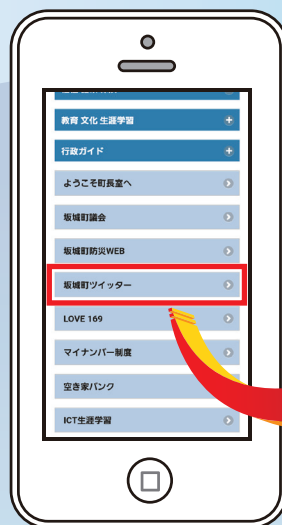 教育 文化 生涯学習
行政ガイド
ようこそ町長室へ
坂城町議会
坂城町防災WEB
坂城町ツイッター
LOVE 169
マイナンバー制度
空き家バンク
ICT生涯学習